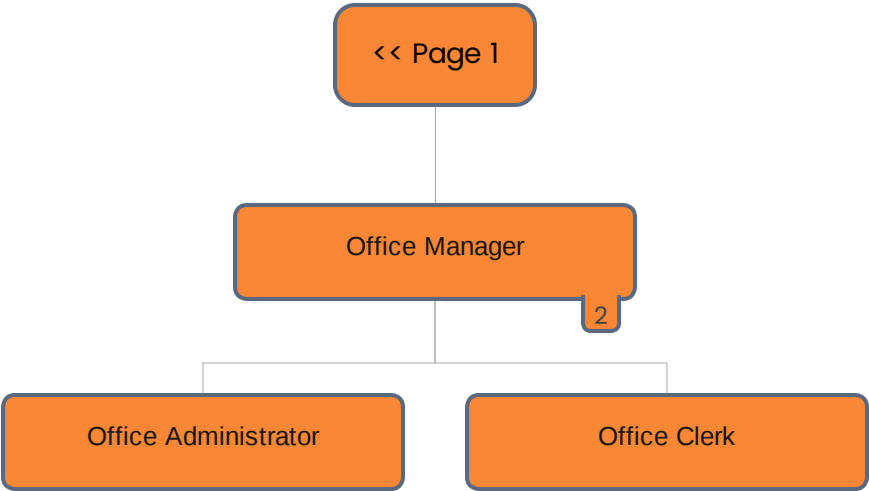 << Page 1
Office Manager
2
Office Administrator
Office Clerk